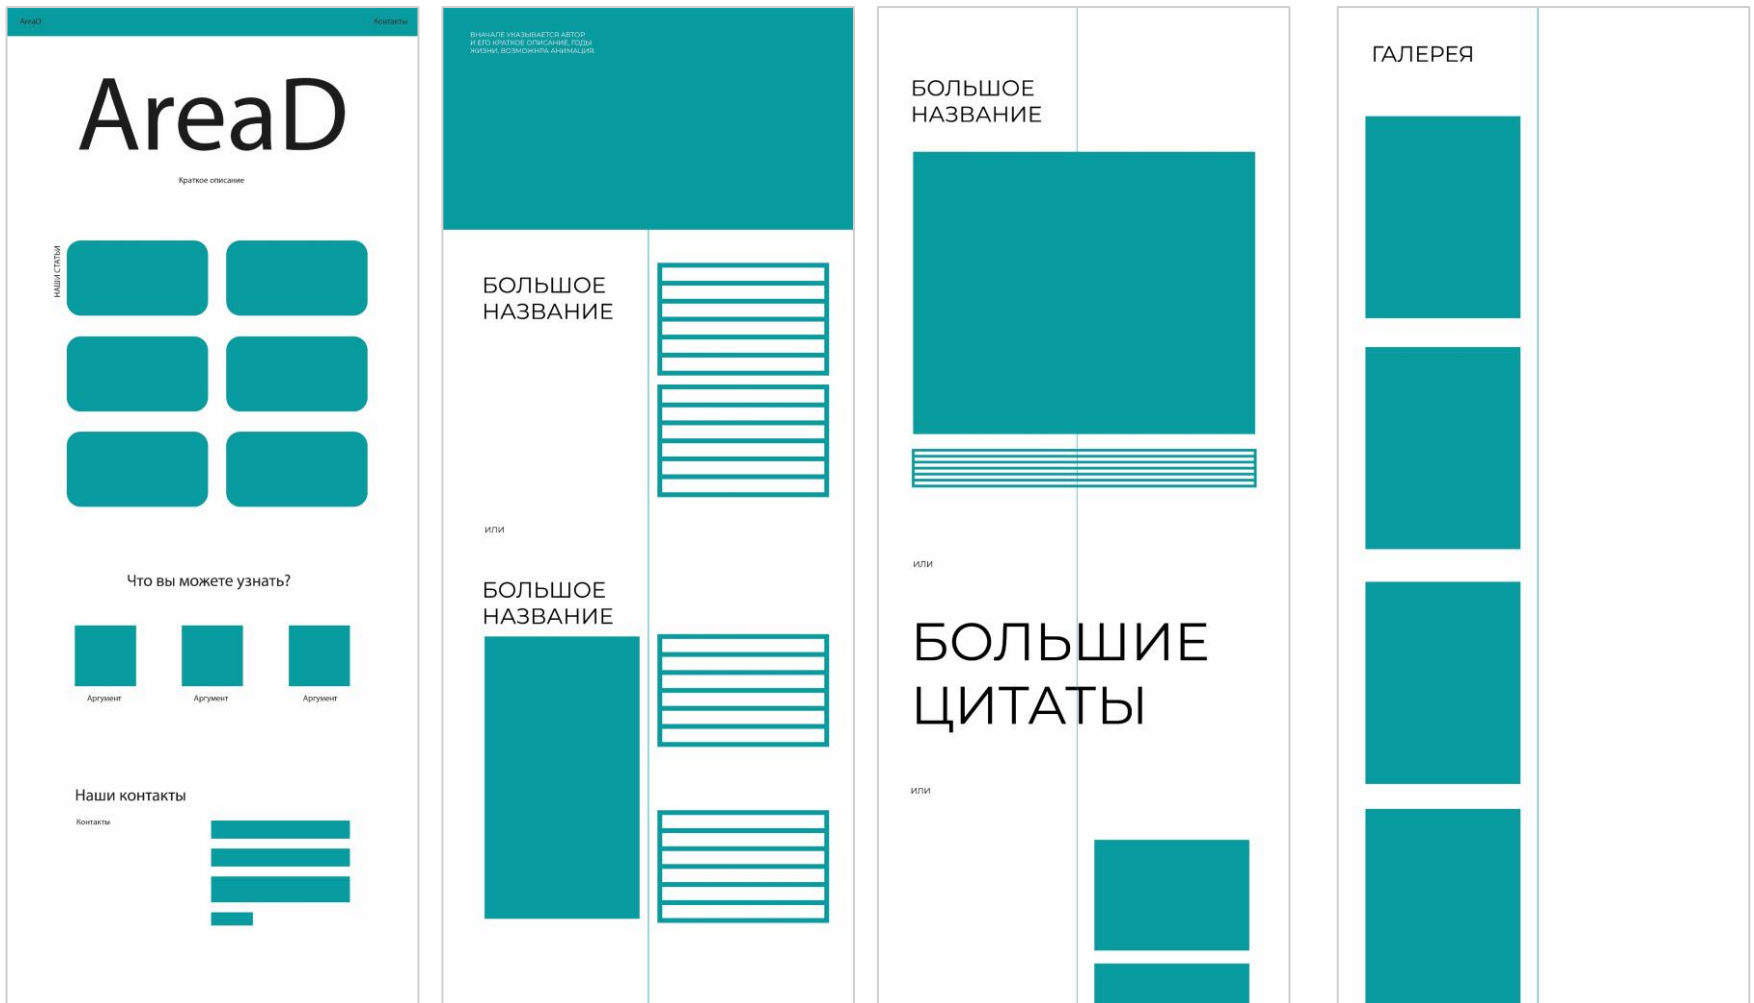 AreaD
Контакты
AreaD
Краткое описание
НАШИ СТАТЬИ
Что вы можете узнать?
Аргумент
Аргумент
Аргумент
Наши контакты
Контакты
ВНАЧАЛЕ УКАЗЫВАЕТСЯ АВТОР
И ЕГО КРАТКОЕ ОПИСАНИЕ, ГОДЫ
ЖИЗНИ, ВОЗМОЖНРА АНИМАЦИЯ.
БОЛЬШОЕ
НАЗВАНИЕ
или
БОЛЬШОЕ
НАЗВАНИЕ
БОЛЬШОЕ
НАЗВАНИЕ
или
БОЛЬШИЕ
ЦИТАТЫ
или
ГАЛЕРЕЯ